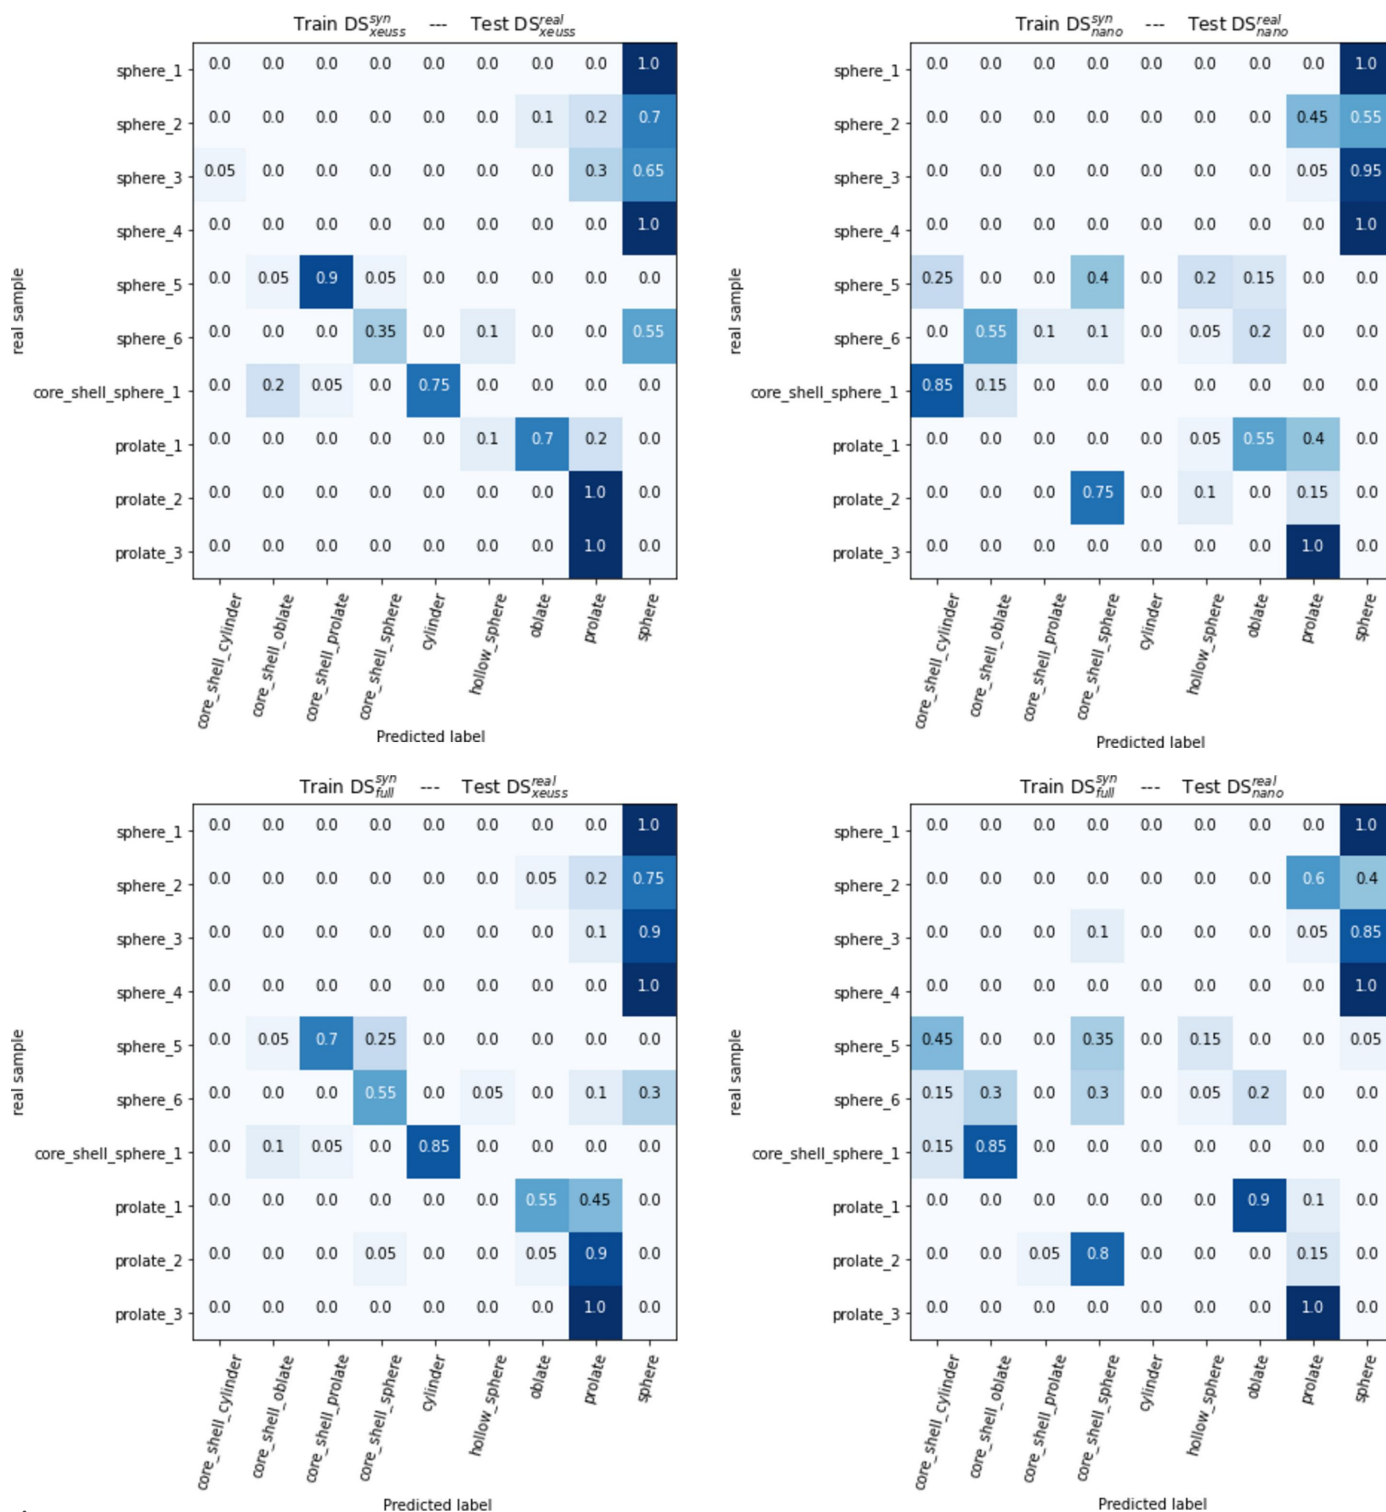 Train DS^syn_xeuss --- Test DS^real_xeuss
real sample
sphere_1 0.0 0.0 0.0 0.0 0.0 0.0 0.0 0.0 1.0
sphere_2 0.0 0.0 0.0 0.0 0.0 0.0 0.1 0.2 0.7
sphere_3 0.05 0.0 0.0 0.0 0.0 0.0 0.0 0.3 0.65
sphere_4 0.0 0.0 0.0 0.0 0.0 0.0 0.0 0.0 1.0
sphere_5 0.0 0.05 0.9 0.05 0.0 0.0 0.0 0.0 0.0
sphere_6 0.0 0.0 0.0 0.35 0.0 0.1 0.0 0.0 0.55
core_shell_sphere_1 0.0 0.2 0.05 0.0 0.75 0.0 0.0 0.0 0.0
prolate_1 0.0 0.0 0.0 0.0 0.0 0.1 0.7 0.2 0.0
prolate_2 0.0 0.0 0.0 0.0 0.0 0.0 0.0 1.0 0.0
prolate_3 0.0 0.0 0.0 0.0 0.0 0.0 0.0 1.0 0.0
core_shell_cylinder core_shell_oblate core_shell_prolate core_shell_sphere cylinder hollow_sphere oblate prolate sphere
Predicted label
Train DS^syn_nano --- Test DS^real_nano
real sample
sphere_1 0.0 0.0 0.0 0.0 0.0 0.0 0.0 0.0 1.0
sphere_2 0.0 0.0 0.0 0.0 0.0 0.0 0.0 0.45 0.55
sphere_3 0.0 0.0 0.0 0.0 0.0 0.0 0.0 0.05 0.95
sphere_4 0.0 0.0 0.0 0.0 0.0 0.0 0.0 0.0 1.0
sphere_5 0.25 0.0 0.0 0.4 0.0 0.2 0.15 0.0 0.0
sphere_6 0.0 0.55 0.1 0.1 0.0 0.05 0.2 0.0 0.0
core_shell_sphere_1 0.85 0.15 0.0 0.0 0.0 0.0 0.0 0.0 0.0
prolate_1 0.0 0.0 0.0 0.0 0.0 0.05 0.55 0.4 0.0
prolate_2 0.0 0.0 0.0 0.75 0.0 0.1 0.0 0.15 0.0
prolate_3 0.0 0.0 0.0 0.0 0.0 0.0 0.0 1.0 0.0
core_shell_cylinder core_shell_oblate core_shell_prolate core_shell_sphere cylinder hollow_sphere oblate prolate sphere
Predicted label
Train DS^syn_full --- Test DS^real_xeuss
real sample
sphere_1 0.0 0.0 0.0 0.0 0.0 0.0 0.0 0.0 1.0
sphere_2 0.0 0.0 0.0 0.0 0.0 0.0 0.05 0.2 0.75
sphere_3 0.0 0.0 0.0 0.0 0.0 0.0 0.0 0.1 0.9
sphere_4 0.0 0.0 0.0 0.0 0.0 0.0 0.0 0.0 1.0
sphere_5 0.0 0.05 0.7 0.25 0.0 0.0 0.0 0.0 0.0
sphere_6 0.0 0.0 0.0 0.55 0.0 0.05 0.0 0.1 0.3
core_shell_sphere_1 0.0 0.1 0.05 0.0 0.85 0.0 0.0 0.0 0.0
prolate_1 0.0 0.0 0.0 0.0 0.0 0.0 0.55 0.45 0.0
prolate_2 0.0 0.0 0.0 0.05 0.0 0.0 0.05 0.9 0.0
prolate_3 0.0 0.0 0.0 0.0 0.0 0.0 0.0 1.0 0.0
core_shell_cylinder core_shell_oblate core_shell_prolate core_shell_sphere cylinder hollow_sphere oblate prolate sphere
Predicted label
Train DS^syn_full --- Test DS^real_nano
real sample
sphere_1 0.0 0.0 0.0 0.0 0.0 0.0 0.0 0.0 1.0
sphere_2 0.0 0.0 0.0 0.0 0.0 0.0 0.0 0.6 0.4
sphere_3 0.0 0.0 0.0 0.1 0.0 0.0 0.0 0.05 0.85
sphere_4 0.0 0.0 0.0 0.0 0.0 0.0 0.0 0.0 1.0
sphere_5 0.45 0.0 0.0 0.35 0.0 0.15 0.0 0.0 0.05
sphere_6 0.15 0.3 0.0 0.3 0.0 0.05 0.2 0.0 0.0
core_shell_sphere_1 0.15 0.85 0.0 0.0 0.0 0.0 0.0 0.0 0.0
prolate_1 0.0 0.0 0.0 0.0 0.0 0.0 0.9 0.1 0.0
prolate_2 0.0 0.0 0.05 0.8 0.0 0.0 0.0 0.15 0.0
prolate_3 0.0 0.0 0.0 0.0 0.0 0.0 0.0 1.0 0.0
core_shell_cylinder core_shell_oblate core_shell_prolate core_shell_sphere cylinder hollow_sphere oblate prolate sphere
Predicted label